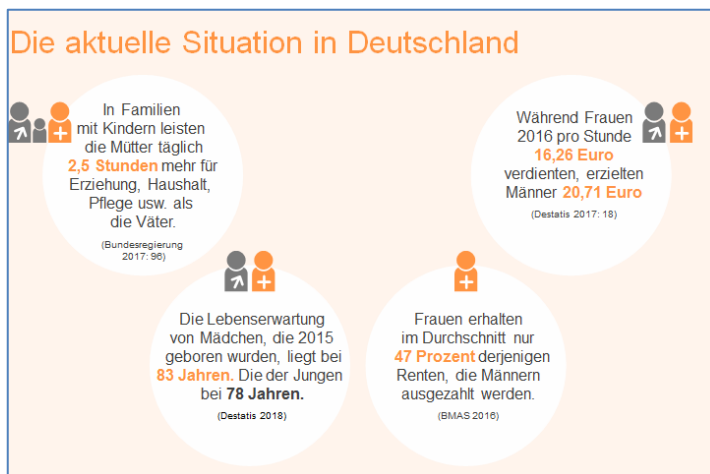 Die aktuelle Situation in Deutschland
In Familien
mit Kindern leisten
die Mütter täglich
2,5 Stunden mehr für
Erziehung, Haushalt,
Pflege usw. als
die Väter.
(Bundesregierung
2017: 96)
Während Frauen
2016 pro Stunde
16,26 Euro
verdienten, erzielten
Männer 20,71 Euro
(Destatis 2017: 18)
Die Lebenserwartung
von Mädchen, die 2015
geboren wurden, liegt bei
83 Jahren. Die der Jungen
bei 78 Jahren.
(Destatis 2018)
Frauen erhalten
im Durchschnitt nur
47 Prozent derjenigen
Renten, die Männern
ausgezahlt werden.
(BMAS 2016)